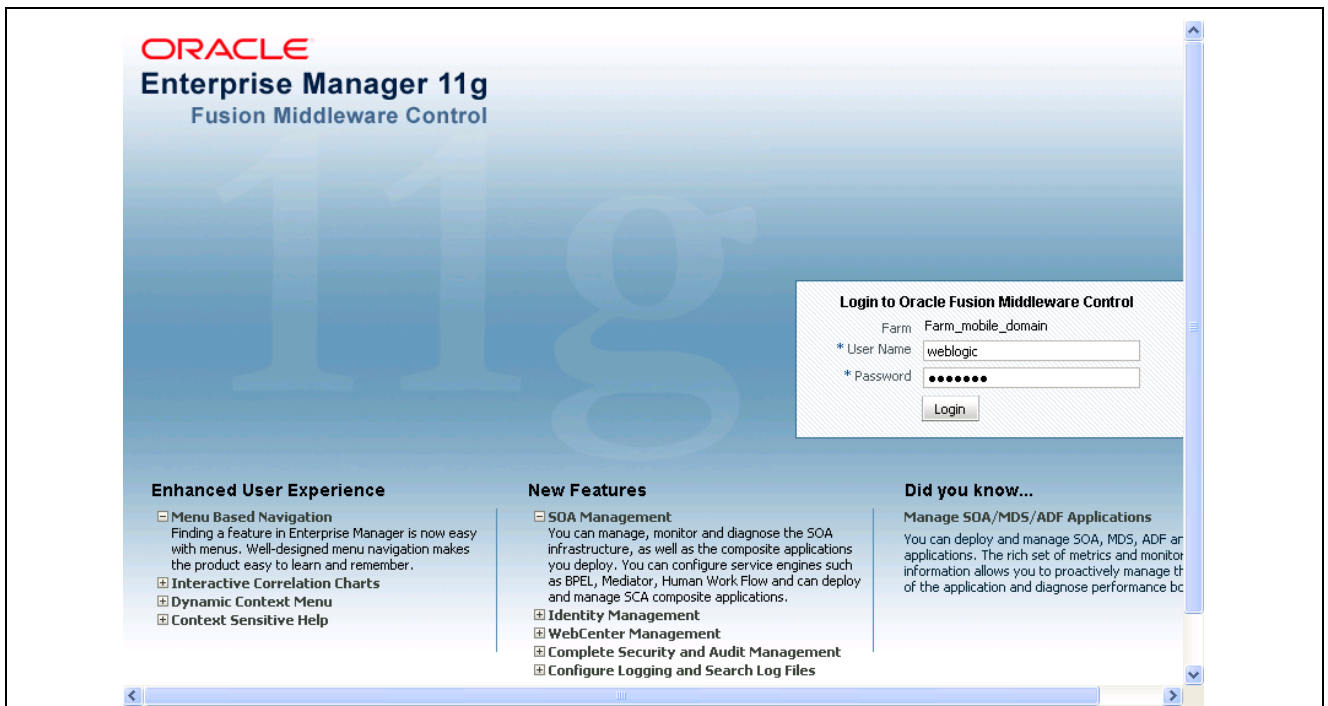 ORACLE
Enterprise Manager 11g
Fusion Middleware Control
11g
Login to Oracle Fusion Middleware Control
Farm Farm_mobile_domain
* User Name weblogic
* Password •••••••
Login
Enhanced User Experience
Menu Based Navigation
Finding a feature in Enterprise Manager is now easy
with menus. Well-designed menu navigation makes
the product easy to learn and remember.
Interactive Correlation Charts
Dynamic Context Menu
Context Sensitive Help
New Features
SOA Management
You can manage, monitor and diagnose the SOA
infrastructure, as well as the composite applications
you deploy. You can configure service engines such
as BPEL, Mediator, Human Work Flow and can deploy
and manage SCA composite applications.
Identity Management
WebCenter Management
Complete Security and Audit Management
Configure Logging and Search Log Files
Did you know...
Manage SOA/MDS/ADF Applications
You can deploy and manage SOA, MDS, ADF
applications. The rich set of metrics and monitor
information allows you to proactively manage
of the application and diagnose performance